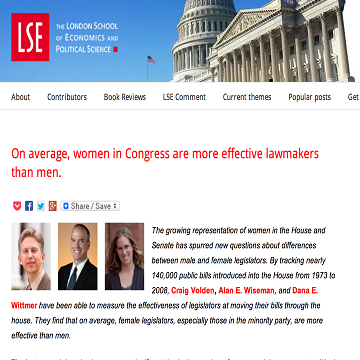 LSE THE LONDON SCHOOL
OF ECONOMICS AND
POLITICAL SCIENCE
About Contributors Book Reviews LSE Comment Current themes Popular posts Get
On average, women in Congress are more effective lawmakers
than men.
Share / Save
The growing representation of women in the House and
Senate has spurred new questions about differences
between male and female legislators. By tracking nearly
140,000 public bills introduced into the House from 1973 to
2008, Craig Volden, Alan E. Wiseman, and Dana E.
Wittmer have been able to measure the effectiveness of legislators at moving their bills through the
house. They find that on average, female legislators, especially those in the minority party, are more
effective than men.